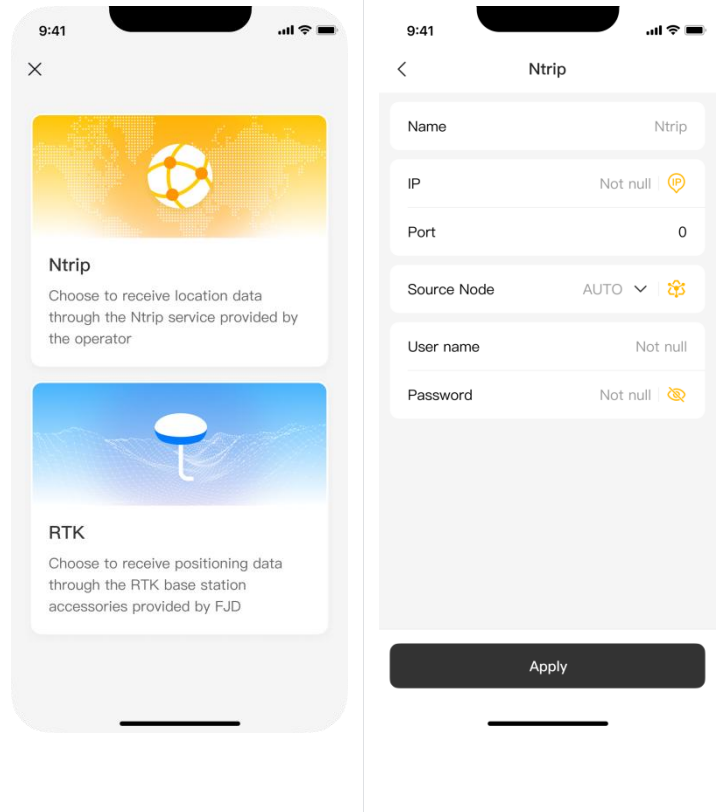 9:41
Ntrip
Choose to receive location data
through the Ntrip service provided by
the operator
RTK
Choose to receive positioning data
through the RTK base station
accessories provided by FJD
9:41
Ntrip
Name Ntrip
IP Not null IP
Port 0
Source Node AUTO
User name Not null
Password Not null
Apply